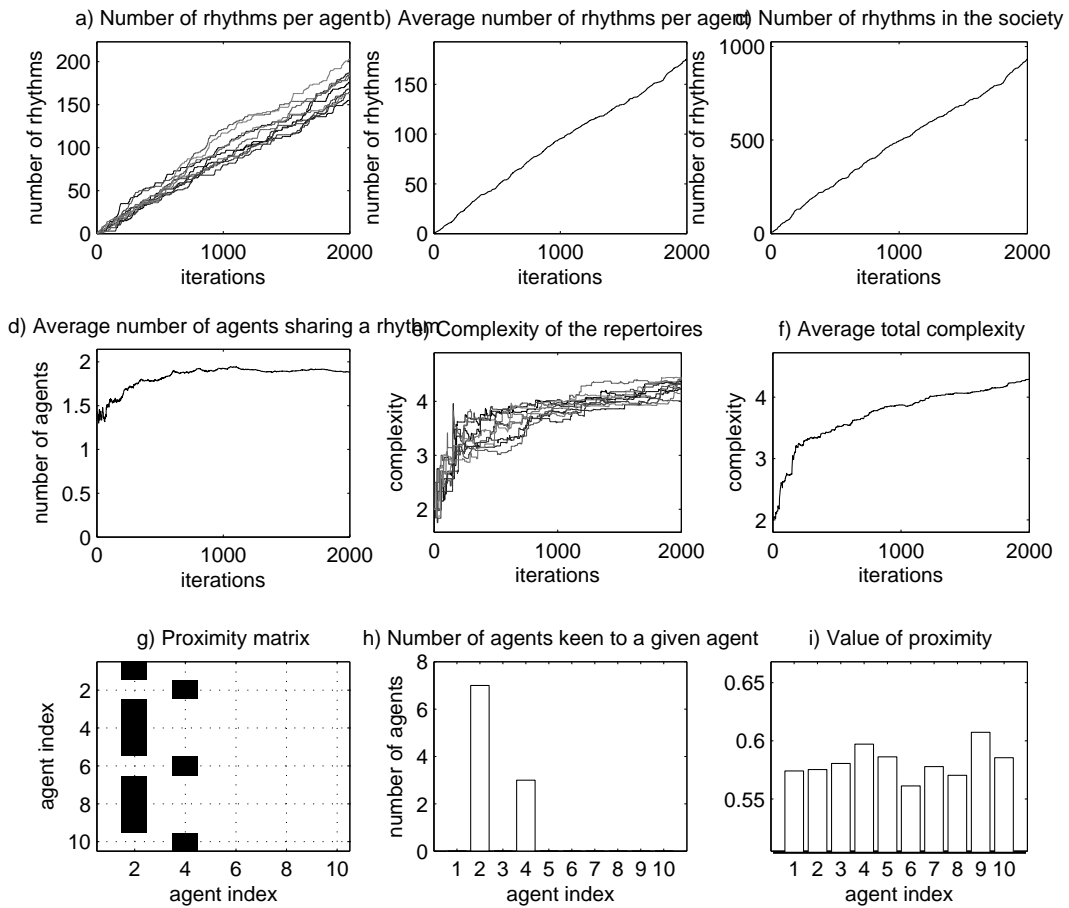 a) Number of rhythms per agent
number of rhythms
200
150
100
50
0
0 1000 2000
iterations
b) Average number of rhythms per agent
number of rhythms
150
100
50
0
0 1000 2000
iterations
c) Number of rhythms in the society
number of rhythms
1000
500
0
0 1000 2000
iterations
d) Average number of agents sharing a rhythm
number of agents
2
1.5
1
0.5
0
0 1000 2000
iterations
e) Complexity of the repertoires
complexity
4
3
2
0 1000 2000
iterations
f) Average total complexity
complexity
4
3
2
0 1000 2000
iterations
g) Proximity matrix
agent index
2
4
6
8
10
2 4 6 8 10
agent index
h) Number of agents keen to a given agent
number of agents
8
6
4
2
0
1 2 3 4 5 6 7 8 9 10
agent index
i) Value of proximity
0.65
0.6
0.55
1 2 3 4 5 6 7 8 9 10
agent index